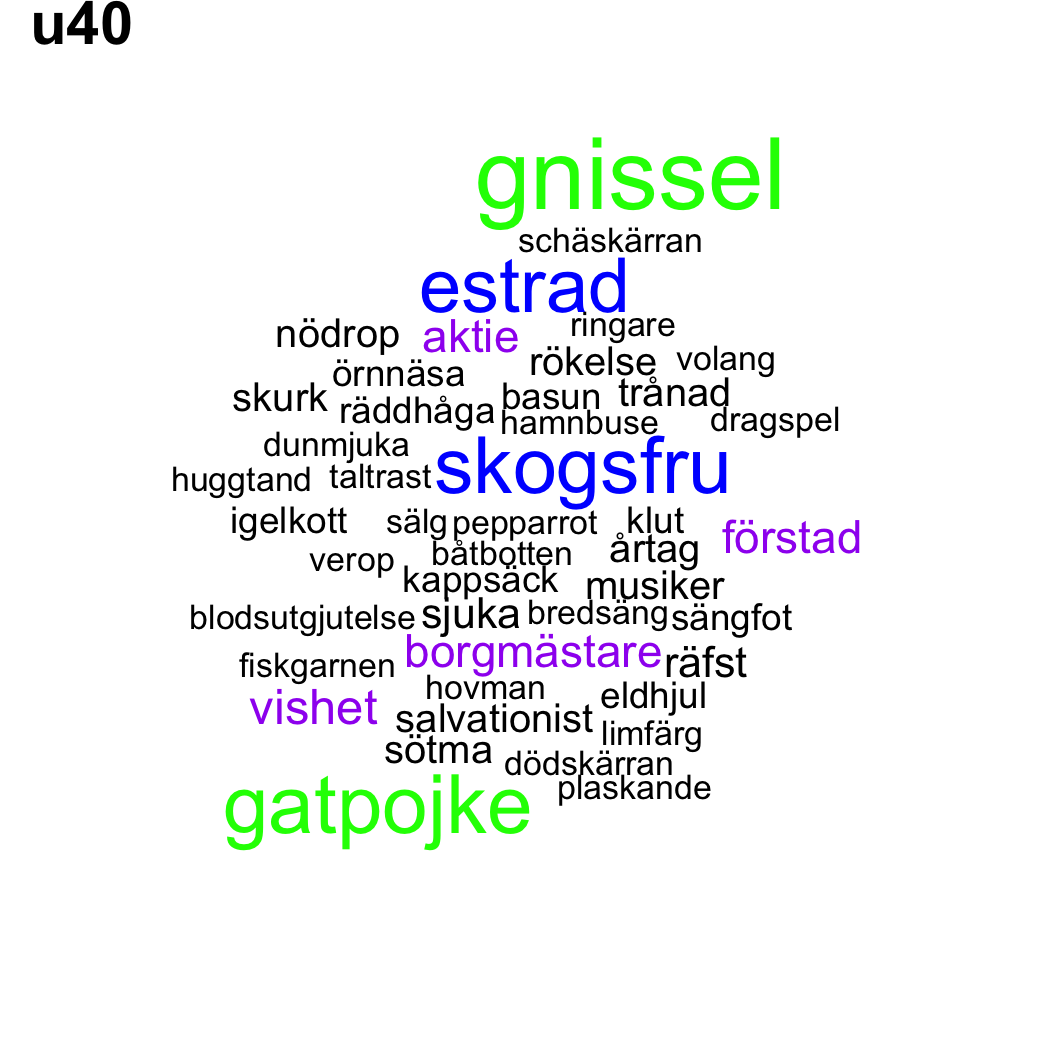 u40
gnissel
schäskärran
estrad
ringare
nödrop aktie
rökelse volang
örnnäsa
skurk räddhåga basun trånad
hamnbuse dragspel
dunmjuka
huggtand taltrast skogsfru
igelkott sälg pepparrot klut förstad
verop båtbotten årtag
kappsäck musiker
blodsutgjutelse sjuka bredsäng sängfot
fiskgarnen borgmästare räfst
hovman eldhjul
vishet salvationist limfärg
sötma dödskärran
plaskande
gatpojke